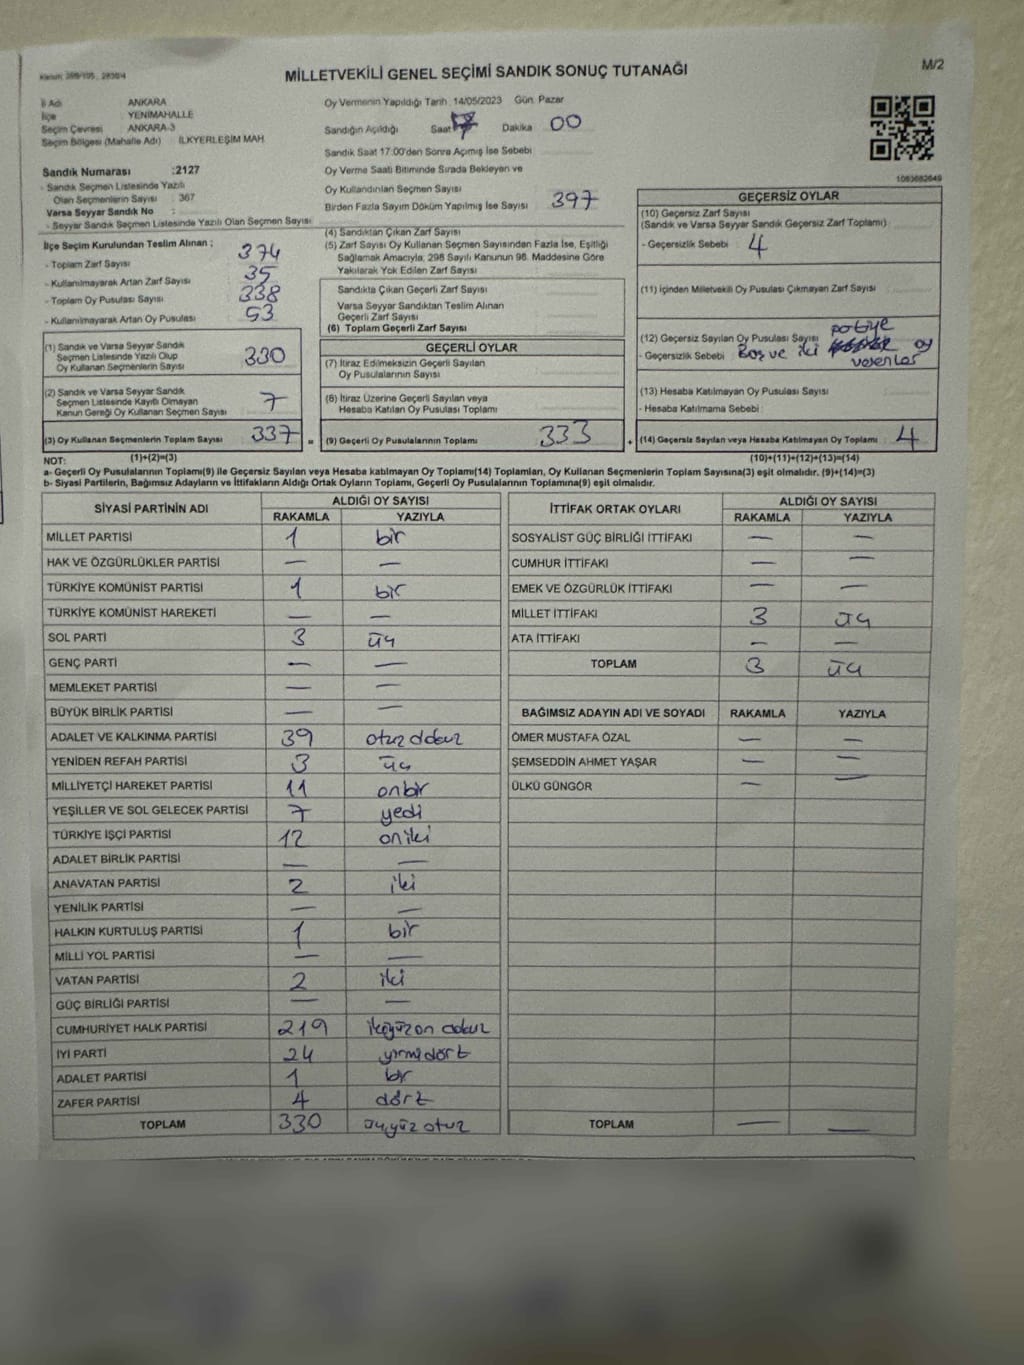 MİLLETVEKİLİ GENEL SEÇİMİ SANDIK SONUÇ TUTANAĞI
M/2
İl Adı ANKARA
İlçe YENİMAHALLE
Seçim Çevresi ANKARA-3
Seçim Bölgesi (Mahalle Adı) İLKYERLEŞİM MAH
Sandık Numarası :2127
- Sandık Seçmen Listesinde Yazılı
Olan Seçmenlerin Sayısı : 367
Varsa Seyyar Sandık No :
- Seyyar Sandık Seçmen Listesinde Yazılı Olan Seçmen Sayısı
İlçe Seçim Kurulundan Teslim Alınan ;
- Toplam Zarf Sayısı 374
- Kullanılmayarak Artan Zarf Sayısı 35
- Toplam Oy Pusulası Sayısı 338
- Kullanılmayarak Artan Oy Pusulası 53
(1) Sandık ve Varsa Seyyar Sandık
Seçmen Listesinde Yazılı Olup
Oy Kullanan Seçmenlerin Sayısı 330
(2) Sandık ve Varsa Seyyar Sandık
Seçmen Listesinde Kayıtlı Olmayan
Kanun Gereği Oy Kullanan Seçmen Sayısı 7
(3) Oy Kullanan Seçmenlerin Toplam Sayısı 337 =
(1)+(2)=(3)
Oy Vermenin Yapıldığı Tarih 14/05/2023 Gün Pazar
Sandığın Açıldığı Saat Dakika 00
Sandık Saat 17:00'den Sonra Açılmış İse Sebebi
Oy Verme Saati Bitiminde Sırada Bekleyen ve
Oy Kullandırılan Seçmen Sayısı
Birden Fazla Sayım Döküm Yapılmış İse Sayısı 397
(4) Sandıktan Çıkan Zarf Sayısı
(5) Zarf Sayısı Oy Kullanan Seçmen Sayısından Fazla İse, Eşitliği
Sağlamak Amacıyla, 298 Sayılı Kanunun 98. Maddesine Göre
Yakılarak Yok Edilen Zarf Sayısı
Sandıkta Çıkan Geçerli Zarf Sayısı
Varsa Seyyar Sandıktan Teslim Alınan
Geçerli Zarf Sayısı
(6) Toplam Geçerli Zarf Sayısı
GEÇERLİ OYLAR
(7) İtiraz Edilmeksizin Geçerli Sayılan
Oy Pusulalarının Sayısı
(8) İtiraz Üzerine Geçerli Sayılan veya
Hesaba Katılan Oy Pusulası Toplamı
(9) Geçerli Oy Pusulalarının Toplamı 333 +
1063682649
GEÇERSİZ OYLAR
(10) Geçersiz Zarf Sayısı
(Sandık ve Varsa Seyyar Sandık Geçersiz Zarf Toplamı)
- Geçersizlik Sebebi 4
(11) İçinden Milletvekili Oy Pusulası Çıkmayan Zarf Sayısı
(12) Geçersiz Sayılan Oy Pusulası Sayısı partiye
- Geçersizlik Sebebi Boş ve iki oy
verenler
(13) Hesaba Katılmayan Oy Pusulası Sayısı
- Hesaba Katılmama Sebebi
(14) Geçersiz Sayılan veya Hesaba Katılmayan Oy Toplamı 4
(10)+(11)+(12)+(13)=(14)
NOT:
a- Geçerli Oy Pusulalarının Toplamı(9) ile Geçersiz Sayılan veya Hesaba katılmayan Oy Toplamı(14) Toplamları, Oy Kullanan Seçmenlerin Toplam Sayısına(3) eşit olmalıdır. (9)+(14)=(3)
b- Siyasi Partilerin, Bağımsız Adayların ve İttifakların Aldığı Ortak Oyların Toplamı, Geçerli Oy Pusulalarının Toplamına(9) eşit olmalıdır.
SİYASİ PARTİNİN ADI ALDIĞI OY SAYISI
RAKAMLA YAZIYLA
MİLLET PARTİSİ 1 bir
HAK VE ÖZGÜRLÜKLER PARTİSİ — —
TÜRKİYE KOMÜNİST PARTİSİ 1 bir
TÜRKİYE KOMÜNİST HAREKETİ — —
SOL PARTİ 3 üç
GENÇ PARTİ — —
MEMLEKET PARTİSİ — —
BÜYÜK BİRLİK PARTİSİ — —
ADALET VE KALKINMA PARTİSİ 39 otuz dokuz
YENİDEN REFAH PARTİSİ 3 üç
MİLLİYETÇİ HAREKET PARTİSİ 11 onbir
YEŞİLLER VE SOL GELECEK PARTİSİ 7 yedi
TÜRKİYE İŞÇİ PARTİSİ 12 oniki
ADALET BİRLİK PARTİSİ — —
ANAVATAN PARTİSİ 2 iki
YENİLİK PARTİSİ — —
HALKIN KURTULUŞ PARTİSİ 1 bir
MİLLİ YOL PARTİSİ — —
VATAN PARTİSİ 2 iki
GÜÇ BİRLİĞİ PARTİSİ — —
CUMHURİYET HALK PARTİSİ 219 ikiyüzon dokuz
İYİ PARTİ 24 yirmidört
ADALET PARTİSİ 1 bir
ZAFER PARTİSİ 4 dört
TOPLAM 330 üçyüz otuz
İTTİFAK ORTAK OYLARI ALDIĞI OY SAYISI
RAKAMLA YAZIYLA
SOSYALİST GÜÇ BİRLİĞİ İTTİFAKI — —
CUMHUR İTTİFAKI — —
EMEK VE ÖZGÜRLÜK İTTİFAKI — —
MİLLET İTTİFAKI 3 üç
ATA İTTİFAKI — —
TOPLAM 3 üç
BAĞIMSIZ ADAYIN ADI VE SOYADI RAKAMLA YAZIYLA
ÖMER MUSTAFA ÖZAL — —
ŞEMSEDDİN AHMET YAŞAR — —
ÜLKÜ GÜNGÖR — —
TOPLAM — —